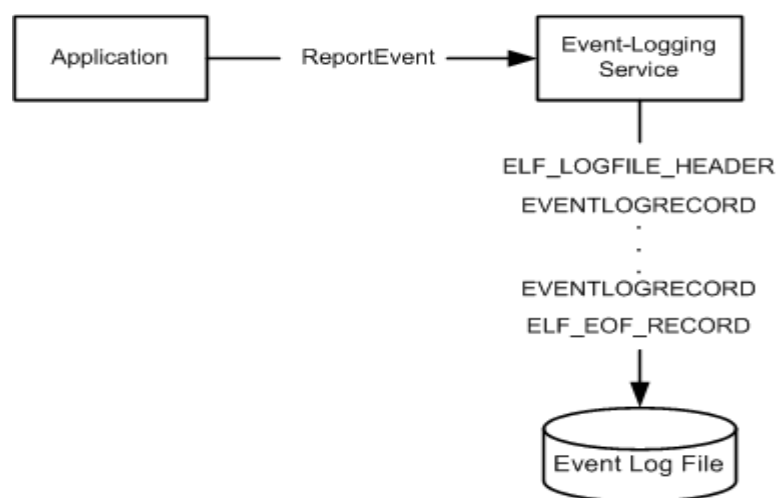 Application
ReportEvent
Event-Logging
Service
ELF_LOGFILE_HEADER
EVENTLOGRECORD
.
.
.
EVENTLOGRECORD
ELF_EOF_RECORD
Event Log File